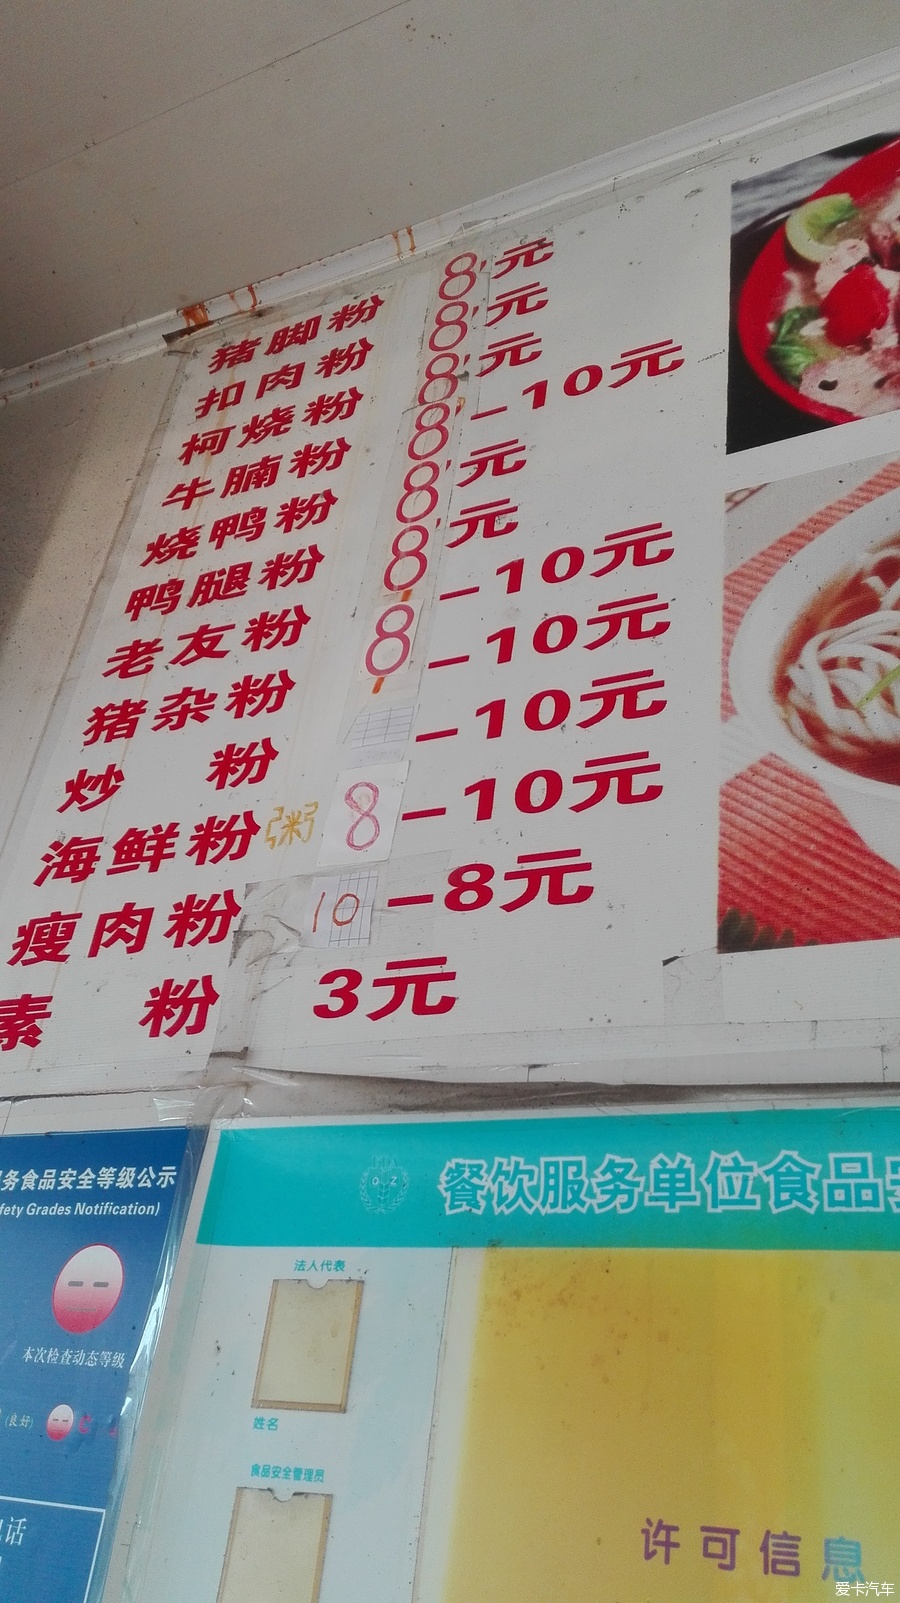 猪脚粉 8元
扣肉粉 8元
柯烧粉 8元
牛腩粉 8-10元
烧鸭粉 8元
鸭腿粉 8元
老友粉 8-10元
猪杂粉 8-10元
炒粉 -10元
海鲜粉粥 8-10元
瘦肉粉 10-8元
素粉 3元
务食品安全等级公示
fety Grades Notification)
本次检查动态等级
(良好)
话
餐饮服务单位食品安
法人代表
姓名
食品安全管理员
许可信息
爱卡汽车